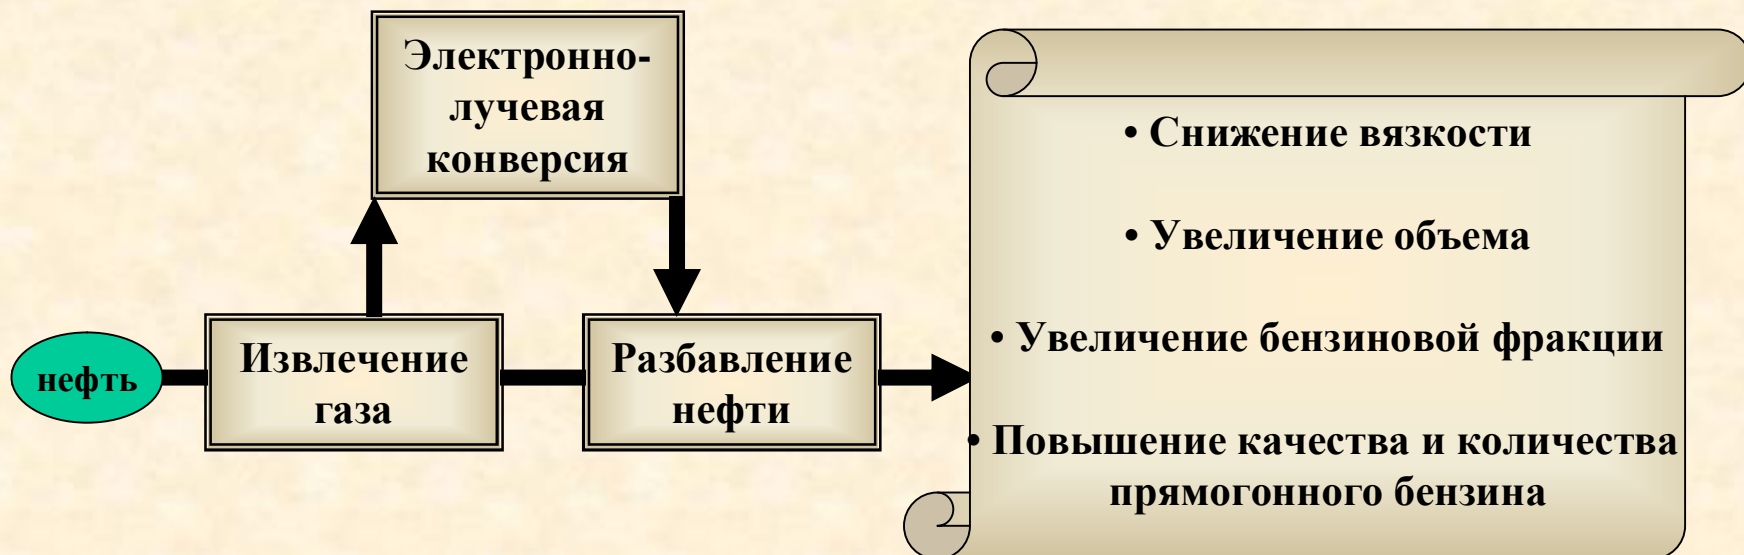 Электронно-
лучевая
конверсия
нефть
Извлечение
газа
Разбавление
нефти
• Снижение вязкости
• Увеличение объема
• Увеличение бензиновой фракции
• Повышение качества и количества
прямогонного бензина